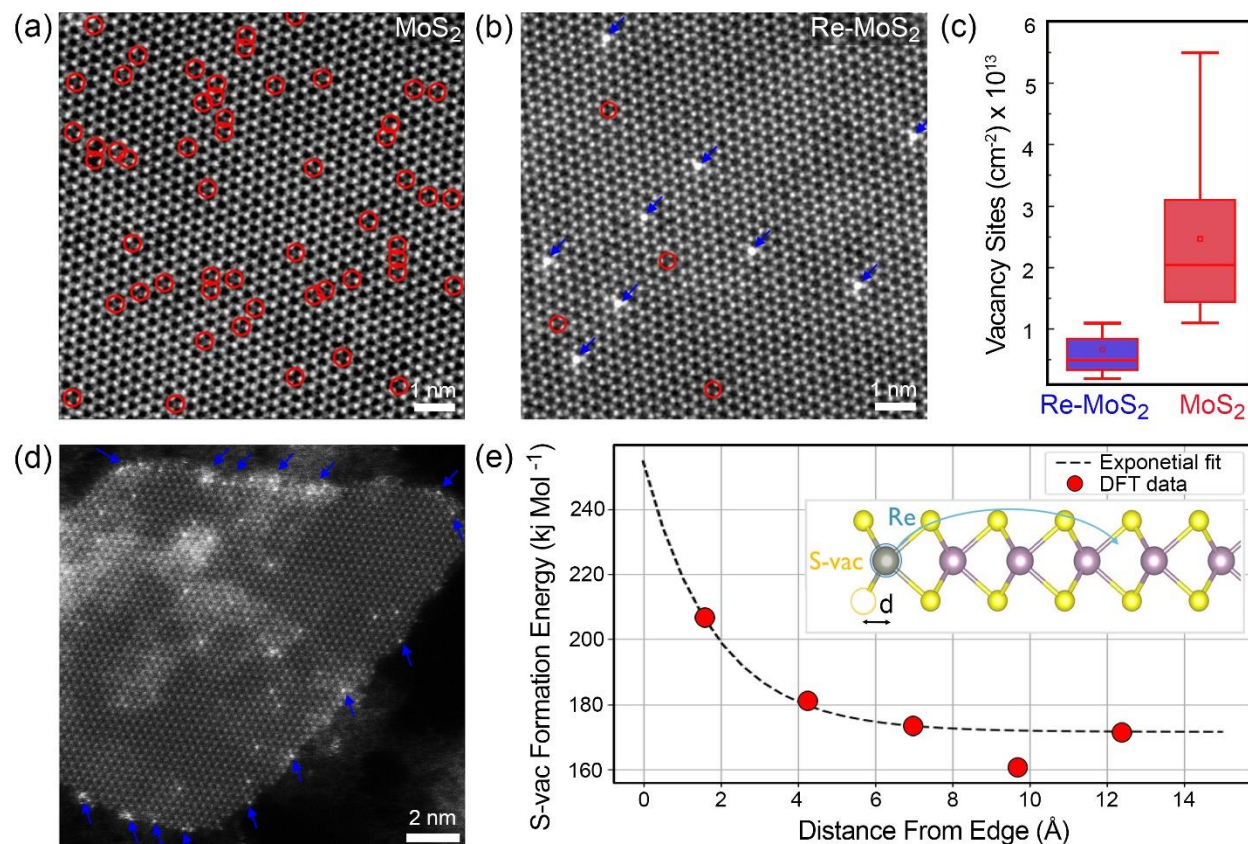 (a)
MoS2
1 nm
(b)
Re-MoS2
1 nm
(c)
Vacancy Sites (cm-2) x 10^13
6
5
4
3
2
1
Re-MoS2
MoS2
(d)
2 nm
(e)
S-vac Formation Energy (kj Mol -1)
240
220
200
180
160
0
2
4
6
8
10
12
14
Distance From Edge (Å)
Exponetial fit
DFT data
Re
S-vac
d